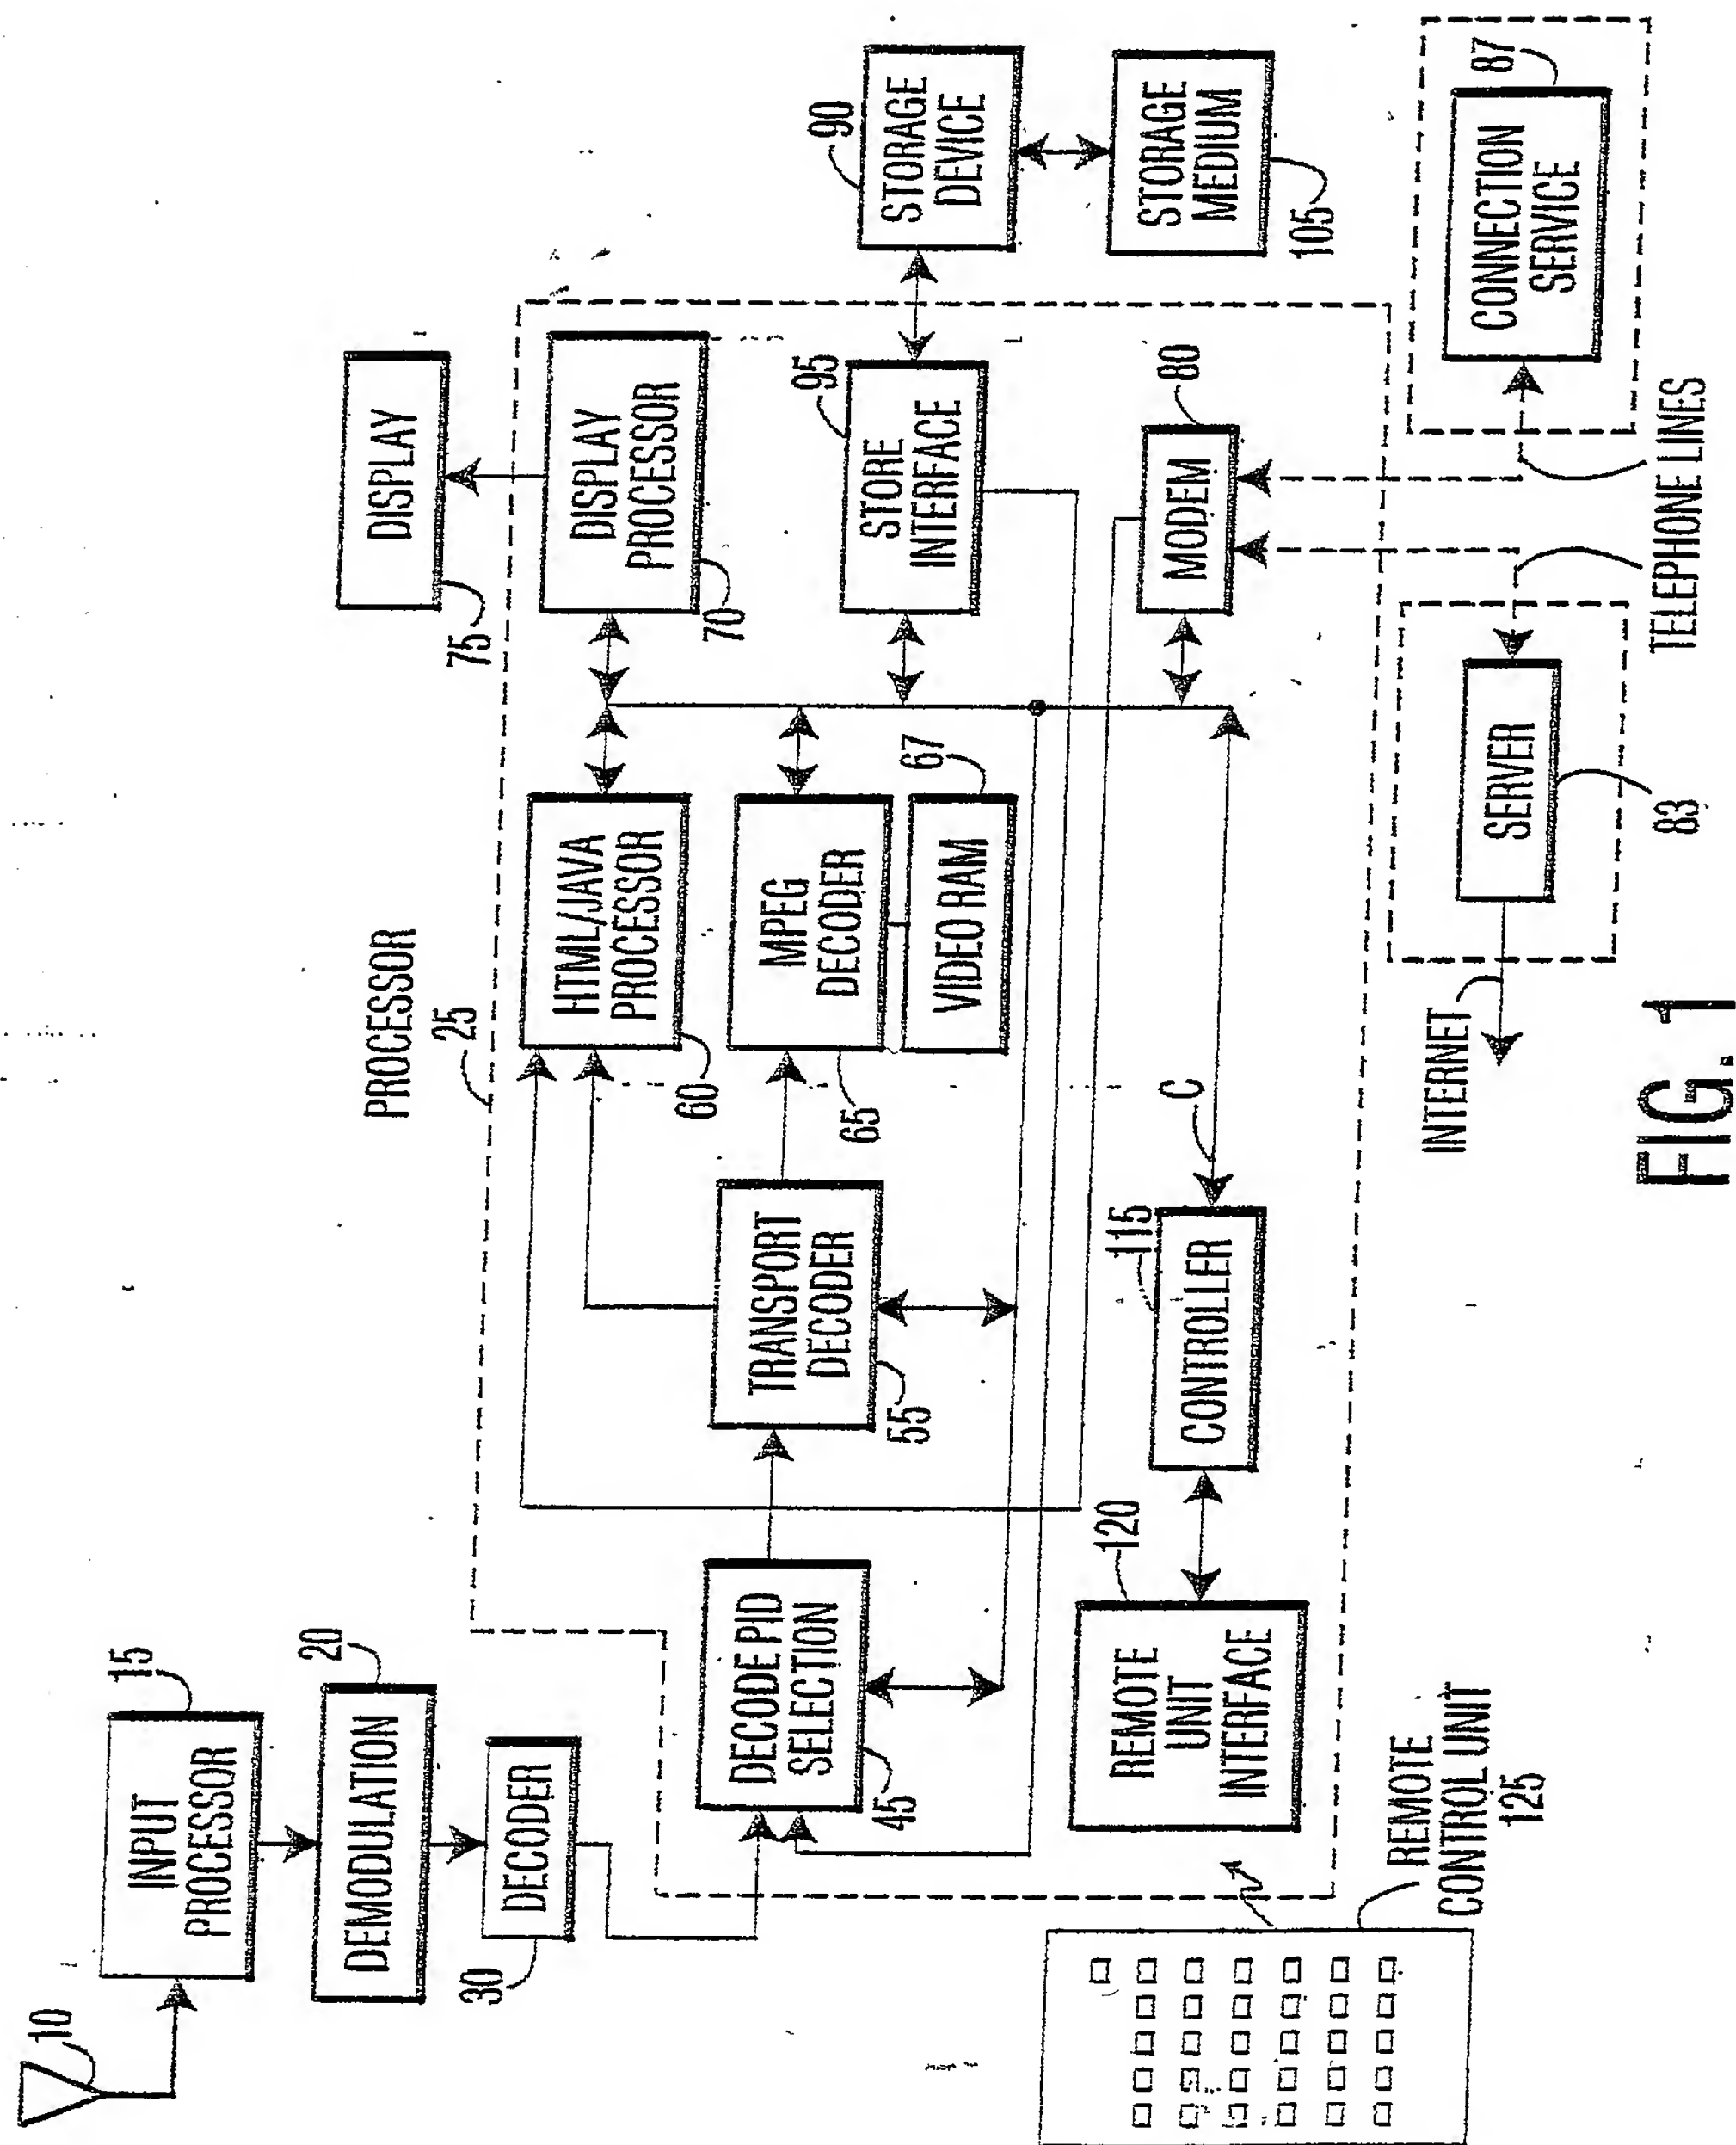 10
INPUT
PROCESSOR
15
DEMODULATION
20
DECODER
30
PROCESSOR
25
DECODE PID
SELECTION
45
TRANSPORT
DECODER
55
HTML/JAVA
PROCESSOR
60
MPEG
DECODER
65
VIDEO RAM
67
DISPLAY
75
DISPLAY
PROCESSOR
70
STORE
INTERFACE
95
STORAGE
DEVICE
90
STORAGE
MEDIUM
105
MODEM
80
REMOTE
UNIT
INTERFACE
120
CONTROLLER
115
C
REMOTE
CONTROL UNIT
125
INTERNET
SERVER
83
TELEPHONE LINES
CONNECTION
SERVICE
87
FIG. 1